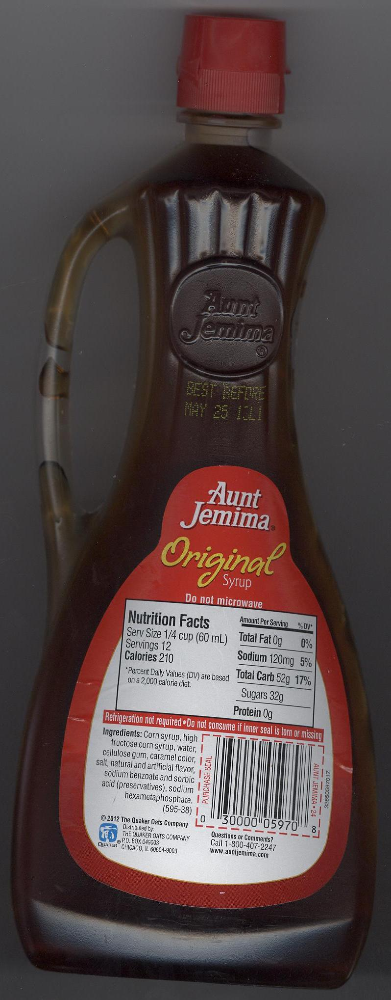 Aunt
Jemima
®
BEST BEFORE
MAY 25
Aunt
Jemima®
Original
Syrup
Do not microwave
Nutrition Facts
Serv Size 1/4 cup (60 mL)
Servings 12
Calories 210
*Percent Daily Values (DV) are based
on a 2,000 calorie diet.
Amount Per Serving % DV*
Total Fat 0g 0%
Sodium 120mg 5%
Total Carb 52g 17%
Sugars 32g
Protein 0g
Refrigeration not required • Do not consume if inner seal is torn or missing
Ingredients: Corn syrup, high
fructose corn syrup, water,
cellulose gum, caramel color,
salt, natural and artificial flavor,
sodium benzoate and sorbic
acid (preservatives), sodium
hexametaphosphate.
(595-38)
PURCHASE SEAL
0 30000 05970 8
AUNT JEMIMA • 24
32650597017
© 2012 The Quaker Oats Company
Distributed by:
THE QUAKER OATS COMPANY
P.O. BOX 049003
CHICAGO, IL 60604-9003
QUAKER®
Questions or Comments?
Call 1-800-407-2247
www.auntjemima.com